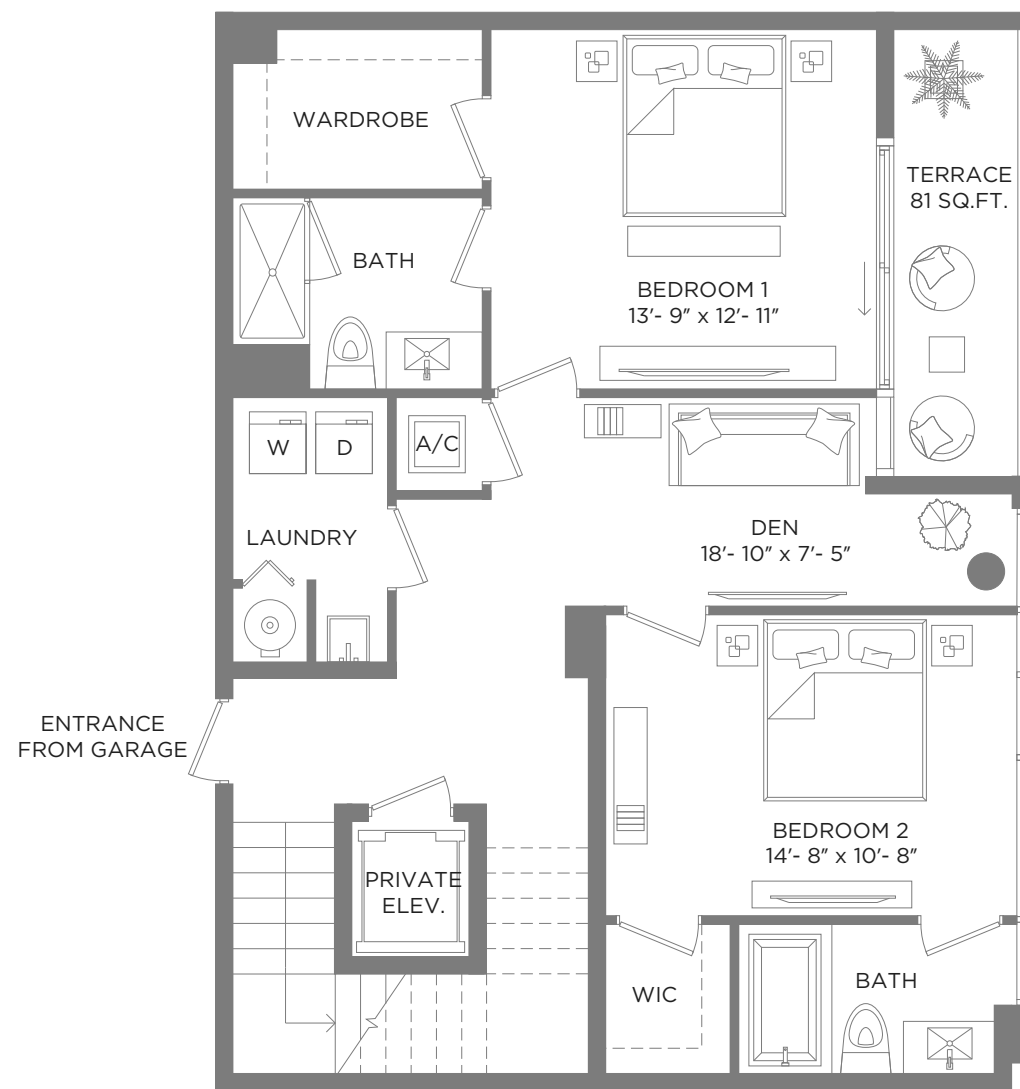 WARDROBE
TERRACE
81 SQ.FT.
BATH
BEDROOM 1
13'- 9" x 12'- 11"
W
D
A/C
LAUNDRY
DEN
18'- 10" x 7'- 5"
ENTRANCE
FROM GARAGE
PRIVATE
ELEV.
BEDROOM 2
14'- 8" x 10'- 8"
WIC
BATH